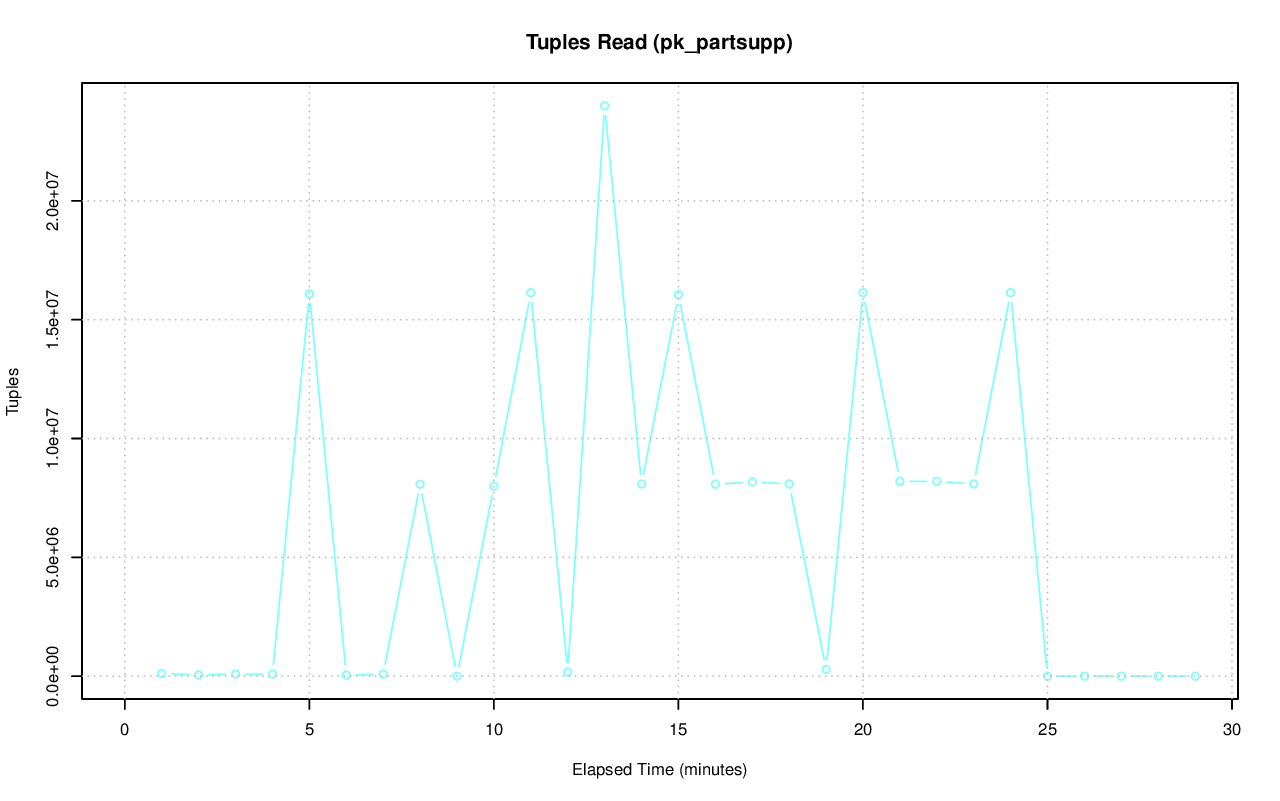 Tuples Read (pk_partsupp)
Tuples
2.0e+07
1.5e+07
1.0e+07
5.0e+06
0.0e+00
0 5 10 15 20 25 30
Elapsed Time (minutes)